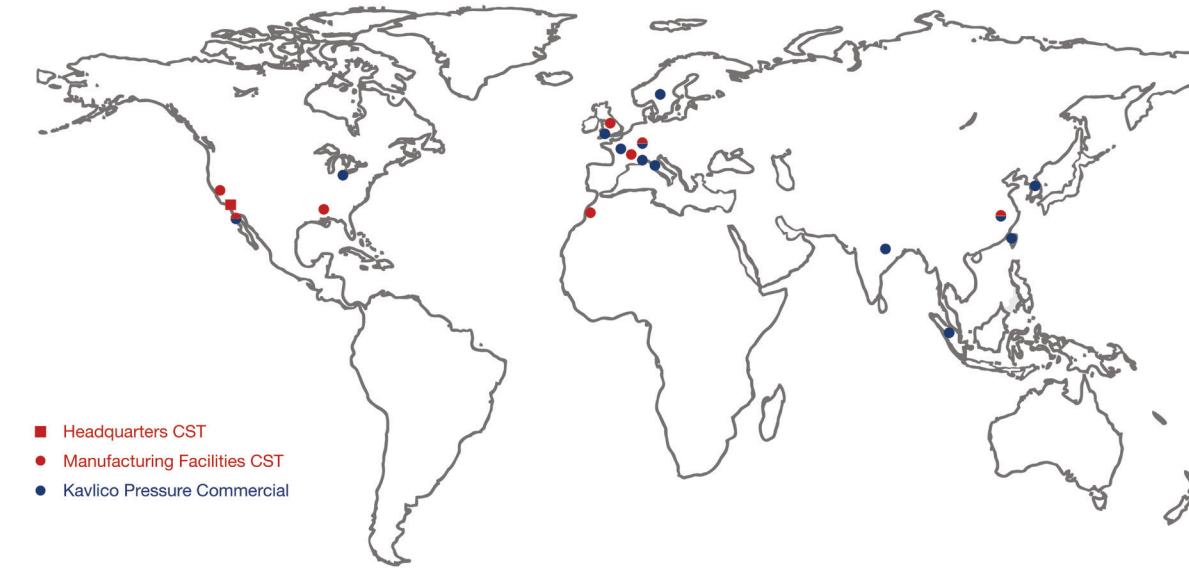 Headquarters CST
Manufacturing Facilities CST
Kavlico Pressure Commercial